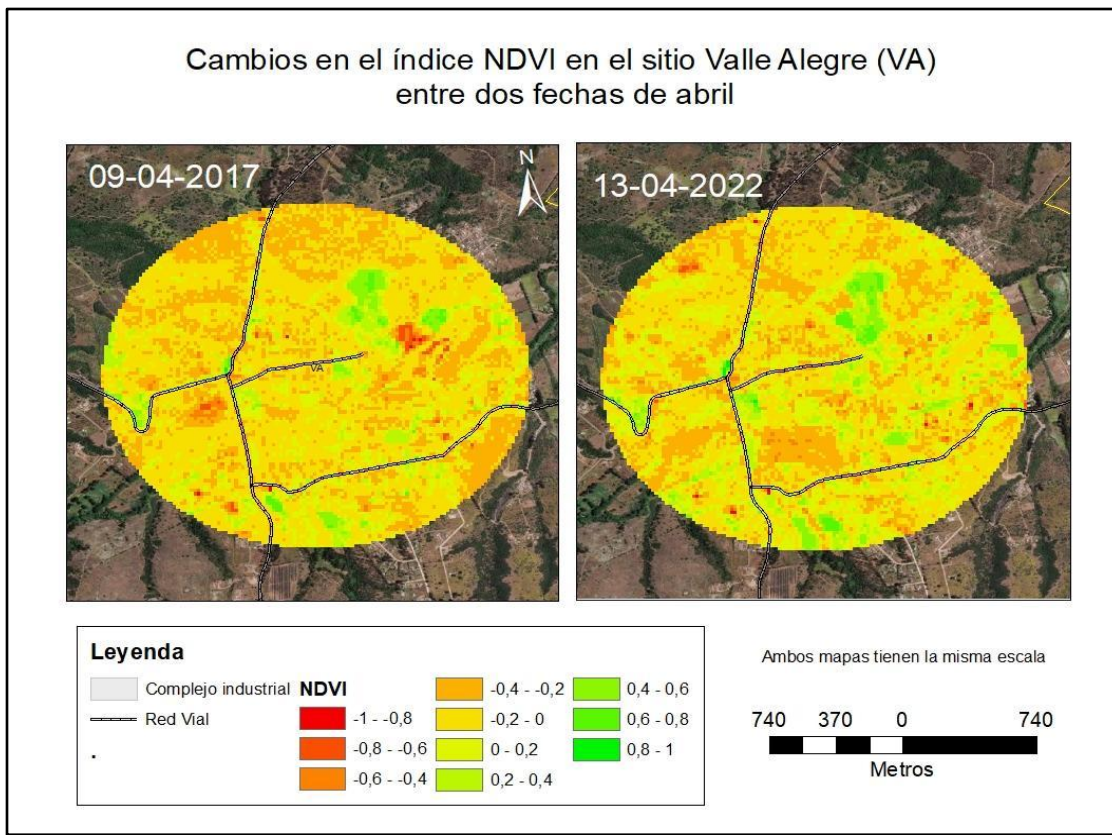 Cambios en el índice NDVI en el sitio Valle Alegre (VA)
entre dos fechas de abril
09-04-2017
N
13-04-2022
VA
Leyenda
Complejo industrial
Red Vial
.
NDVI
-1 - -0,8
-0,8 - -0,6
-0,6 - -0,4
-0,4 - -0,2
-0,2 - 0
0 - 0,2
0,2 - 0,4
0,4 - 0,6
0,6 - 0,8
0,8 - 1
Ambos mapas tienen la misma escala
740 370 0 740
Metros